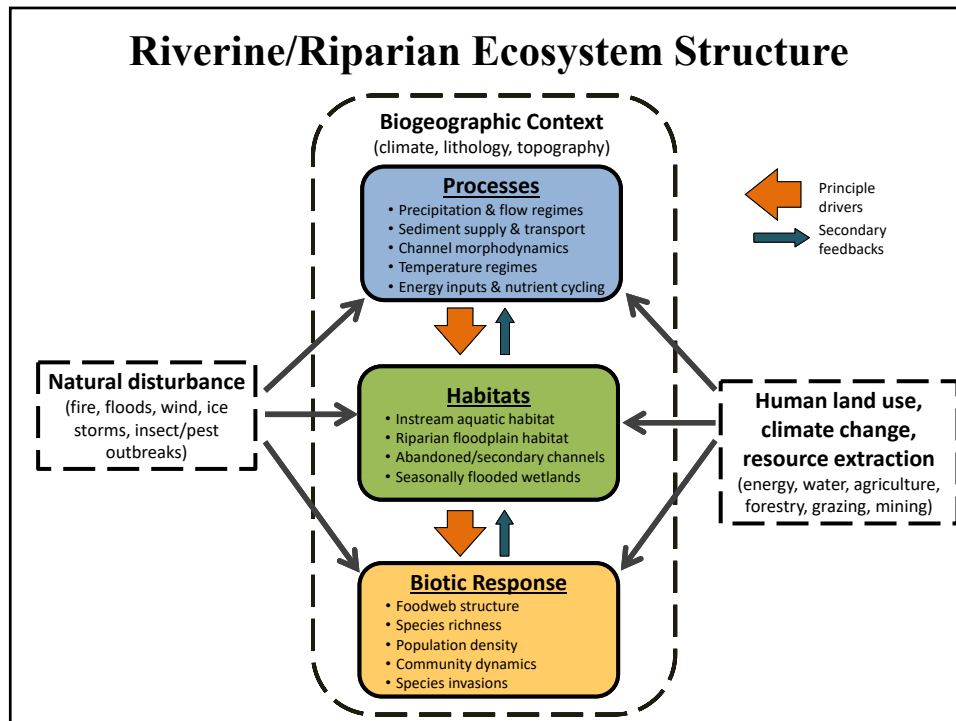 Riverine/Riparian Ecosystem Structure
Biogeographic Context
(climate, lithology, topography)
Processes
• Precipitation & flow regimes
• Sediment supply & transport
• Channel morphodynamics
• Temperature regimes
• Energy inputs & nutrient cycling
Principle
drivers
Secondary
feedbacks
Natural disturbance
(fire, floods, wind, ice
storms, insect/pest
outbreaks)
Habitats
• Instream aquatic habitat
• Riparian floodplain habitat
• Abandoned/secondary channels
• Seasonally flooded wetlands
Human land use,
climate change,
resource extraction
(energy, water, agriculture,
forestry, grazing, mining)
Biotic Response
• Foodweb structure
• Species richness
• Population density
• Community dynamics
• Species invasions